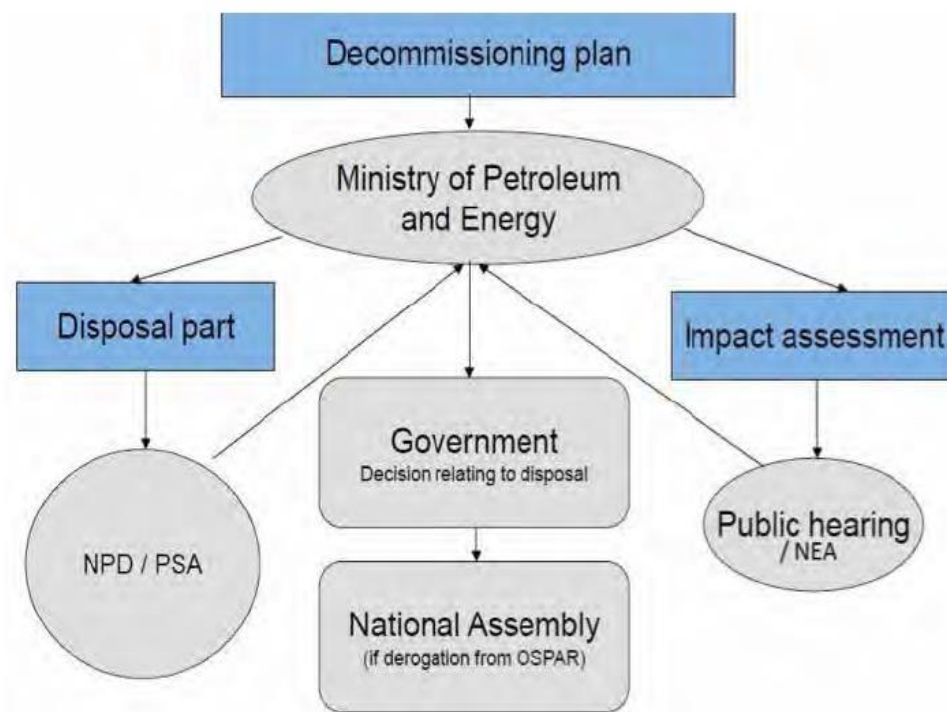 Decommissioning plan
Ministry of Petroleum
and Energy
Disposal part
Impact assessment
Government
Decision relating to disposal
NPD / PSA
Public hearing
/ NEA
National Assembly
(if derogation from OSPAR)